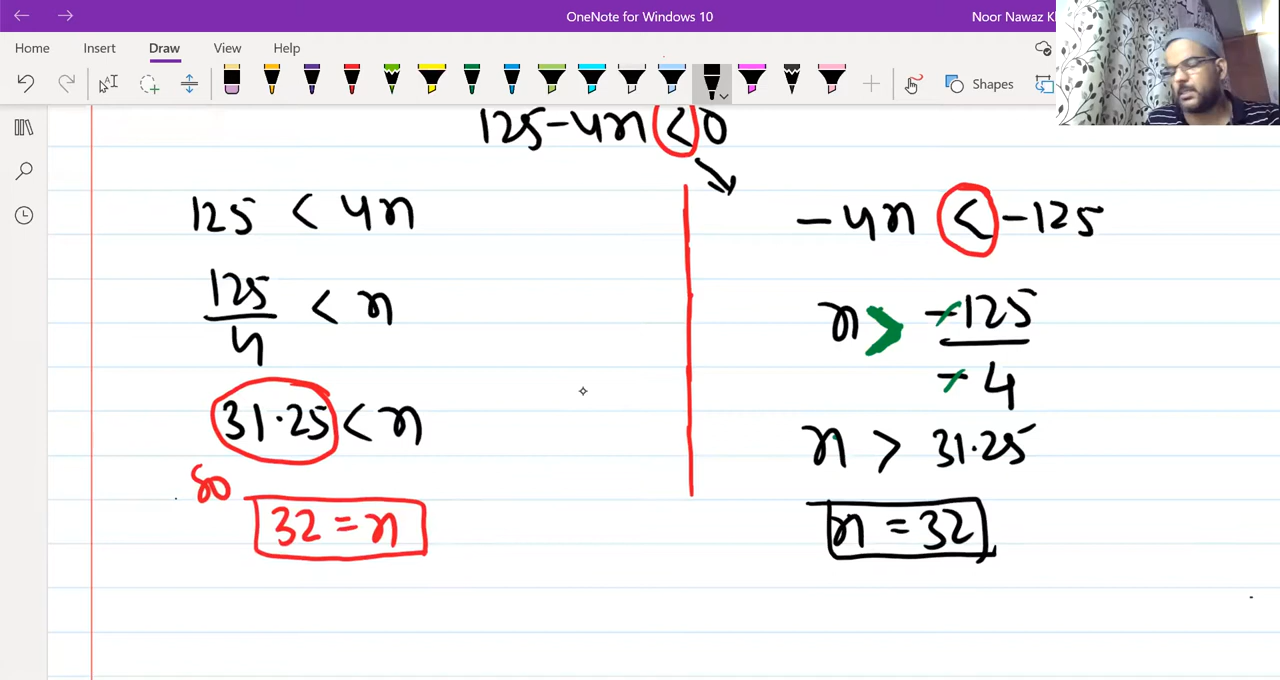 OneNote for Windows 10
Noor Nawaz
Home Insert Draw View Help
Shapes
125-4n < 0
125 < 4n
125/4 < n
31.25 < n
so
32 = n
-4n < -125
n > -125/-4
n > 31.25
n = 32